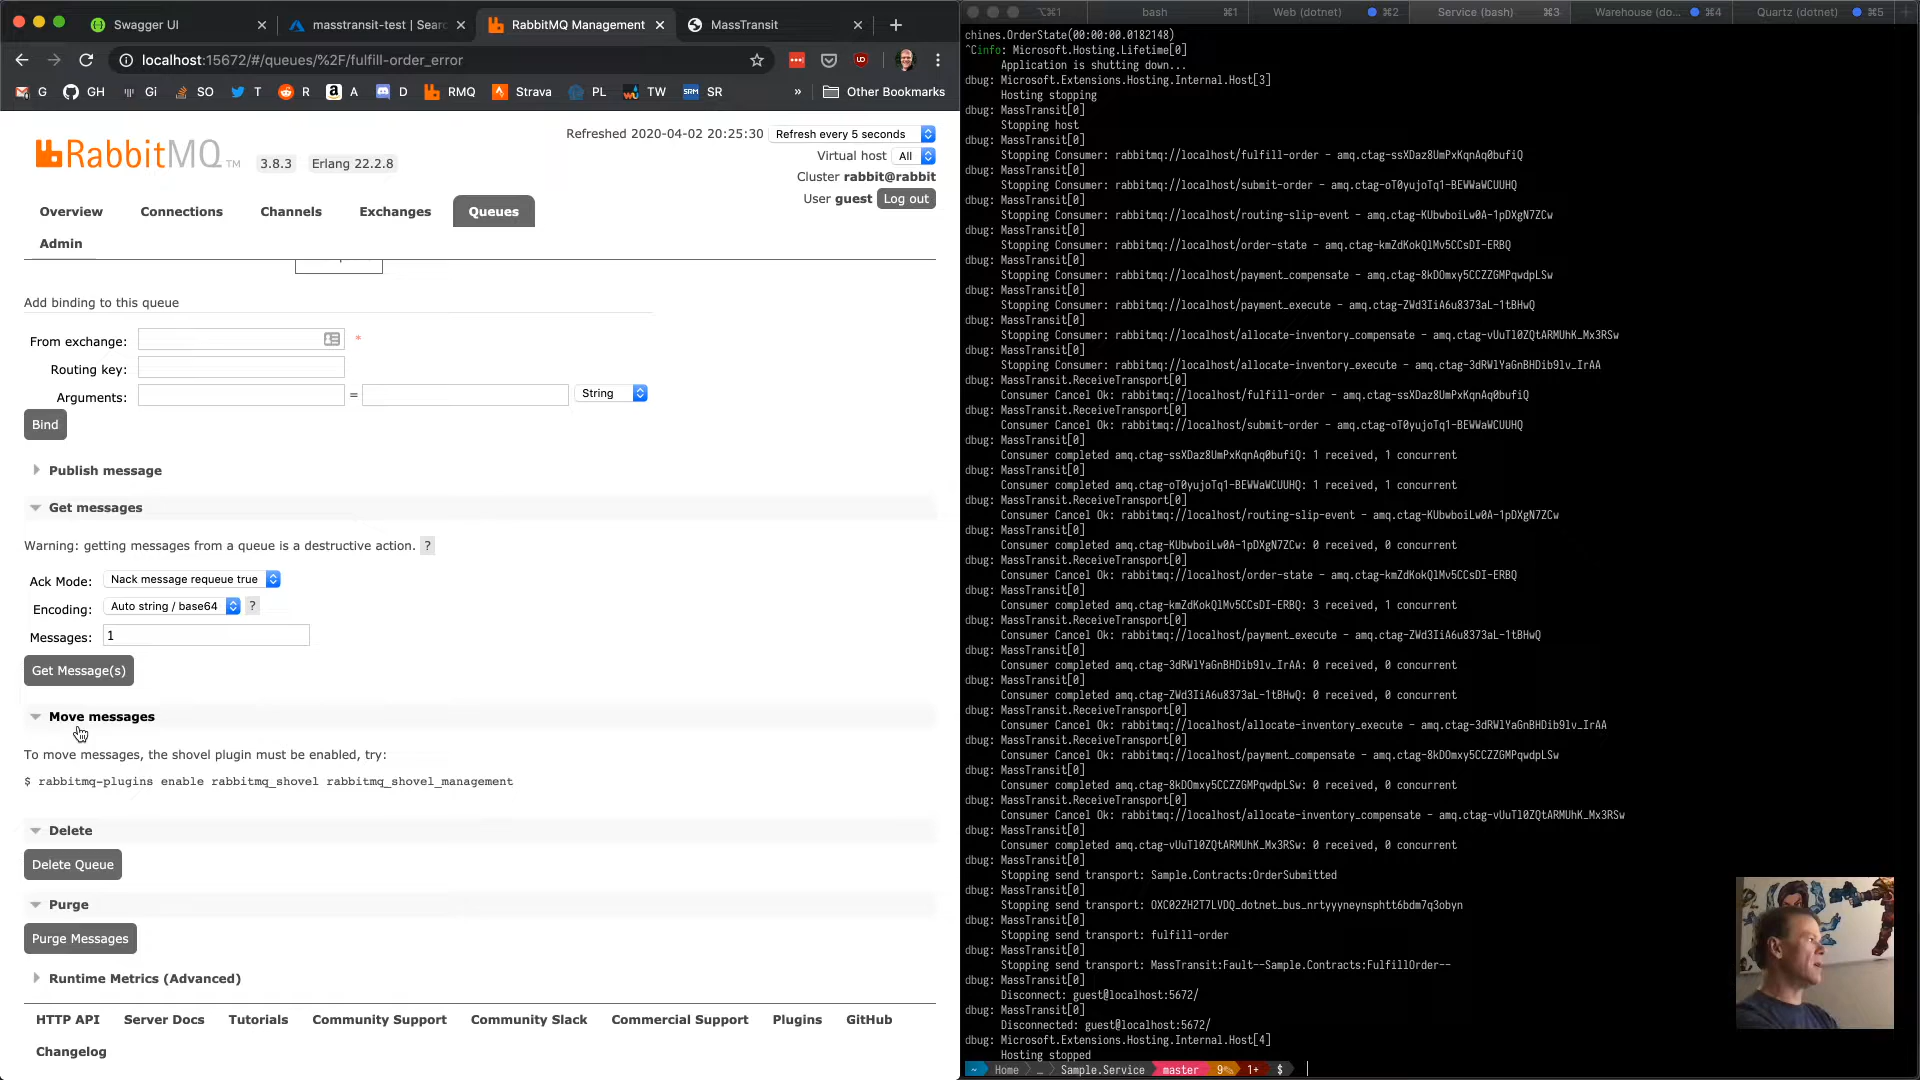 Swagger UI
masstransit-test | Searc
RabbitMQ Management
MassTransit
localhost:15672/#/queues/%2F/fulfill-order_error
G
GH
Gi
SO
T
R
A
D
RMQ
Strava
PL
TW
SR
»
Other Bookmarks
RabbitMQ TM
3.8.3
Erlang 22.2.8
Refreshed 2020-04-02 20:25:30
Refresh every 5 seconds
Virtual host All
Cluster rabbit@rabbit
User guest Log out
Overview
Connections
Channels
Exchanges
Queues
Admin
Add binding to this queue
From exchange: *
Routing key:
Arguments: = String
Bind
Publish message
Get messages
Warning: getting messages from a queue is a destructive action. ?
Ack Mode: Nack message requeue true
Encoding: Auto string / base64 ?
Messages: 1
Get Message(s)
Move messages
To move messages, the shovel plugin must be enabled, try:
$ rabbitmq-plugins enable rabbitmq_shovel rabbitmq_shovel_management
Delete
Delete Queue
Purge
Purge Messages
Runtime Metrics (Advanced)
HTTP API
Server Docs
Tutorials
Community Support
Community Slack
Commercial Support
Plugins
GitHub
Changelog
⌥⌘1
bash ⌘1
Web (dotnet) ⌘2
Service (bash) ⌘3
Warehouse (do... ⌘4
Quartz (dotnet) ⌘5
chines.OrderState(00:00:00.0182148)
^Cinfo: Microsoft.Hosting.Lifetime[0]
Application is shutting down...
dbug: Microsoft.Extensions.Hosting.Internal.Host[3]
Hosting stopping
dbug: MassTransit[0]
Stopping host
dbug: MassTransit[0]
Stopping Consumer: rabbitmq://localhost/fulfill-order - amq.ctag-ssXDaz8UmPxKqnAq0bufiQ
dbug: MassTransit[0]
Stopping Consumer: rabbitmq://localhost/submit-order - amq.ctag-oT0yujoTq1-BEWWaWCUUHQ
dbug: MassTransit[0]
Stopping Consumer: rabbitmq://localhost/routing-slip-event - amq.ctag-KUbwboiLw0A-1pDXgN7ZCw
dbug: MassTransit[0]
Stopping Consumer: rabbitmq://localhost/order-state - amq.ctag-kmZdKokQlMv5CCsDI-ERBQ
dbug: MassTransit[0]
Stopping Consumer: rabbitmq://localhost/payment_compensate - amq.ctag-8kDOmxy5CCZZGMPqwdpLSw
dbug: MassTransit[0]
Stopping Consumer: rabbitmq://localhost/payment_execute - amq.ctag-ZWd3IiA6u8373aL-1tBHwQ
dbug: MassTransit[0]
Stopping Consumer: rabbitmq://localhost/allocate-inventory_compensate - amq.ctag-vUuTl0ZQtARMUhK_Mx3RSw
dbug: MassTransit[0]
Stopping Consumer: rabbitmq://localhost/allocate-inventory_execute - amq.ctag-3dRWlYaGnBHDib9lv_IrAA
dbug: MassTransit.ReceiveTransport[0]
Consumer Cancel Ok: rabbitmq://localhost/fulfill-order - amq.ctag-ssXDaz8UmPxKqnAq0bufiQ
dbug: MassTransit.ReceiveTransport[0]
Consumer Cancel Ok: rabbitmq://localhost/submit-order - amq.ctag-oT0yujoTq1-BEWWaWCUUHQ
dbug: MassTransit[0]
Consumer completed amq.ctag-ssXDaz8UmPxKqnAq0bufiQ: 1 received, 1 concurrent
dbug: MassTransit[0]
Consumer completed amq.ctag-oT0yujoTq1-BEWWaWCUUHQ: 1 received, 1 concurrent
dbug: MassTransit.ReceiveTransport[0]
Consumer Cancel Ok: rabbitmq://localhost/routing-slip-event - amq.ctag-KUbwboiLw0A-1pDXgN7ZCw
dbug: MassTransit[0]
Consumer completed amq.ctag-KUbwboiLw0A-1pDXgN7ZCw: 0 received, 0 concurrent
dbug: MassTransit.ReceiveTransport[0]
Consumer Cancel Ok: rabbitmq://localhost/order-state - amq.ctag-kmZdKokQlMv5CCsDI-ERBQ
dbug: MassTransit[0]
Consumer completed amq.ctag-kmZdKokQlMv5CCsDI-ERBQ: 3 received, 1 concurrent
dbug: MassTransit.ReceiveTransport[0]
Consumer Cancel Ok: rabbitmq://localhost/payment_execute - amq.ctag-ZWd3IiA6u8373aL-1tBHwQ
dbug: MassTransit[0]
Consumer completed amq.ctag-3dRWlYaGnBHDib9lv_IrAA: 0 received, 0 concurrent
dbug: MassTransit[0]
Consumer completed amq.ctag-ZWd3IiA6u8373aL-1tBHwQ: 0 received, 0 concurrent
dbug: MassTransit.ReceiveTransport[0]
Consumer Cancel Ok: rabbitmq://localhost/allocate-inventory_execute - amq.ctag-3dRWlYaGnBHDib9lv_IrAA
dbug: MassTransit.ReceiveTransport[0]
Consumer Cancel Ok: rabbitmq://localhost/payment_compensate - amq.ctag-8kDOmxy5CCZZGMPqwdpLSw
dbug: MassTransit[0]
Consumer completed amq.ctag-8kDOmxy5CCZZGMPqwdpLSw: 0 received, 0 concurrent
dbug: MassTransit.ReceiveTransport[0]
Consumer Cancel Ok: rabbitmq://localhost/allocate-inventory_compensate - amq.ctag-vUuTl0ZQtARMUhK_Mx3RSw
dbug: MassTransit[0]
Consumer completed amq.ctag-vUuTl0ZQtARMUhK_Mx3RSw: 0 received, 0 concurrent
dbug: MassTransit[0]
Stopping send transport: Sample.Contracts:OrderSubmitted
dbug: MassTransit[0]
Stopping send transport: OXC02ZH2T7LVDQ_dotnet_bus_nrtyyyneynsphtt6bdm7q3obyn
dbug: MassTransit[0]
Stopping send transport: fulfill-order
dbug: MassTransit[0]
Stopping send transport: MassTransit:Fault--Sample.Contracts:FulfillOrder--
dbug: MassTransit[0]
Disconnect: guest@localhost:5672/
dbug: MassTransit[0]
Disconnected: guest@localhost:5672/
dbug: Microsoft.Extensions.Hosting.Internal.Host[4]
Hosting stopped
~ Home … Sample.Service master 9✎ 1+ $